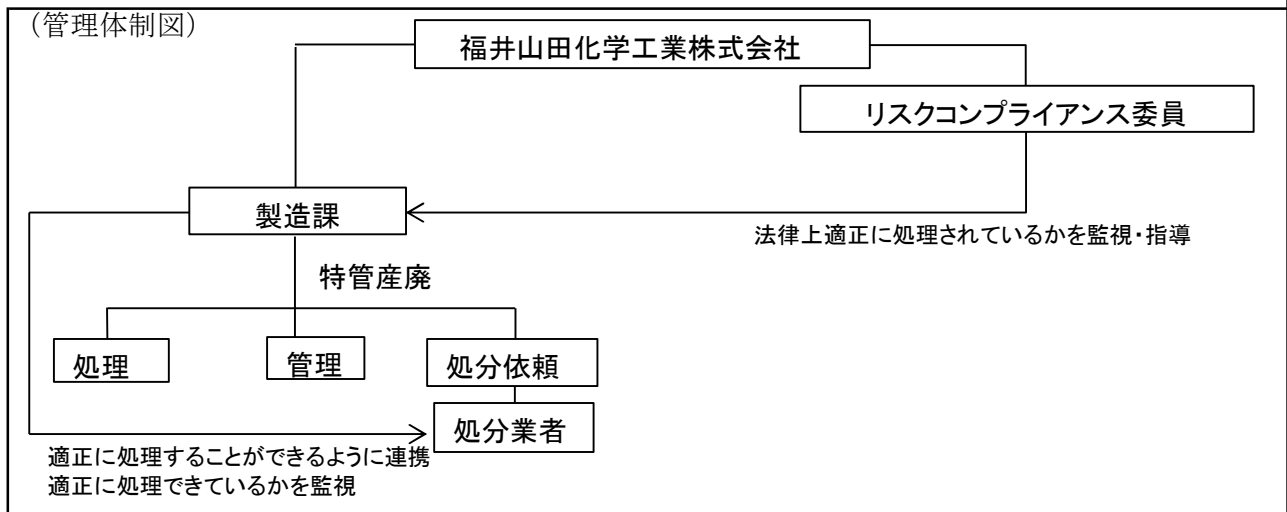 （管理体制図）
福井山田化学工業株式会社
リスクコンプライアンス委員
製造課
法律上適正に処理されているかを監視・指導
特管産廃
処理
管理
処分依頼
処分業者
適正に処理することができるように連携
適正に処理できているかを監視